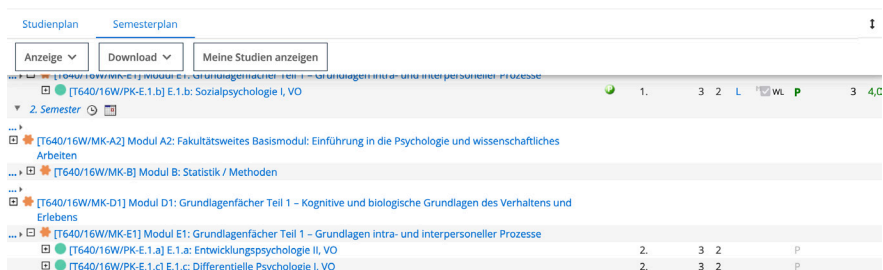 Studienplan Semesterplan
Anzeige Download Meine Studien anzeigen
... [T640/16W/MK-E1] Modul E1: Grundlagenfächer Teil 1 – Grundlagen intra- und interpersoneller Prozesse
[T640/16W/PK-E.1.b] E.1.b: Sozialpsychologie I, VO 1. 3 2 L WL P 3
2. Semester
...
[T640/16W/MK-A2] Modul A2: Fakultätsweites Basismodul: Einführung in die Psychologie und wissenschaftliches
Arbeiten
... [T640/16W/MK-B] Modul B: Statistik / Methoden
...
[T640/16W/MK-D1] Modul D1: Grundlagenfächer Teil 1 – Kognitive und biologische Grundlagen des Verhaltens und
Erlebens
... [T640/16W/MK-E1] Modul E1: Grundlagenfächer Teil 1 – Grundlagen intra- und interpersoneller Prozesse
[T640/16W/PK-E.1.a] E.1.a: Entwicklungspsychologie II, VO 2. 3 2 P
[T640/16W/PK-E.1.c] E.1.c: Differentielle Psychologie I, VO 2. 3 2 P